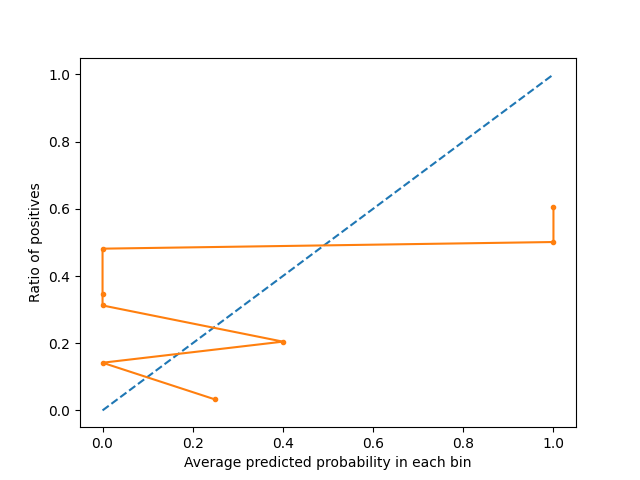 1.0
0.8
0.6
0.4
0.2
0.0
Ratio of positives
0.0 0.2 0.4 0.6 0.8 1.0
Average predicted probability in each bin